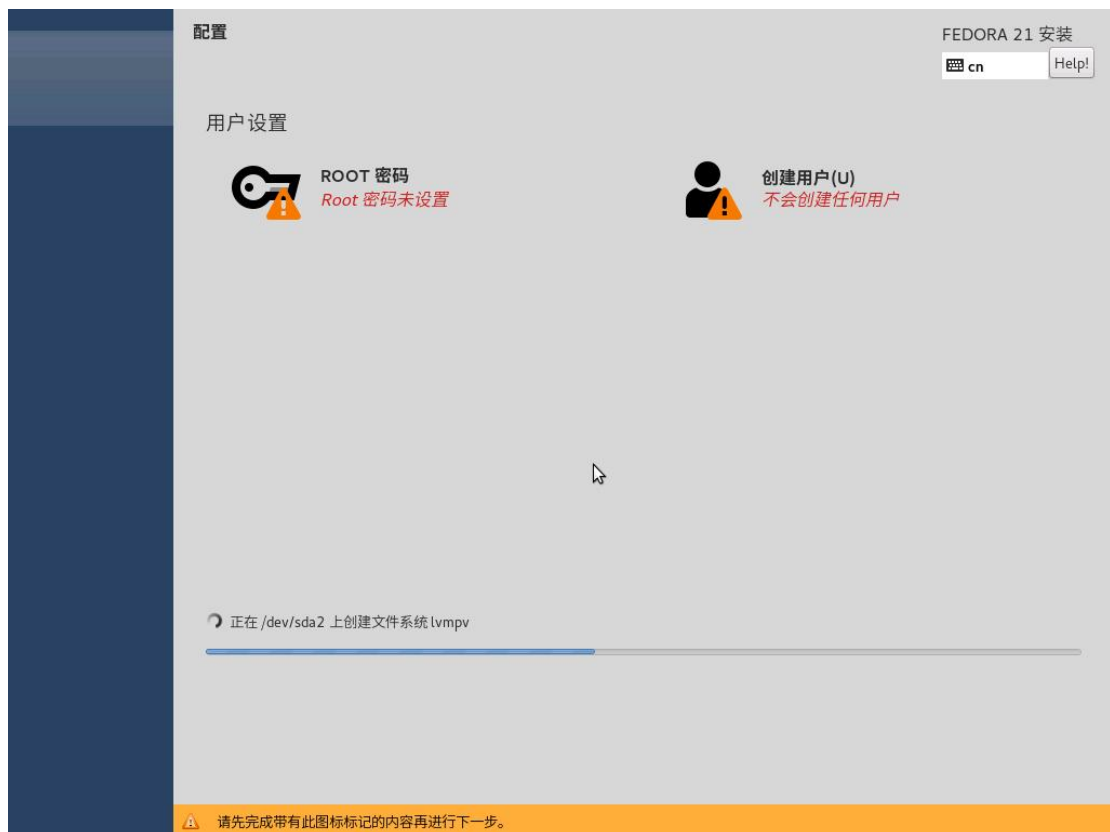 配置
FEDORA 21 安装
cn
Help!
用户设置
ROOT 密码
Root 密码未设置
创建用户(U)
不会创建任何用户
正在 /dev/sda2 上创建文件系统 lvmpv
请先完成带有此图标标记的内容再进行下一步。